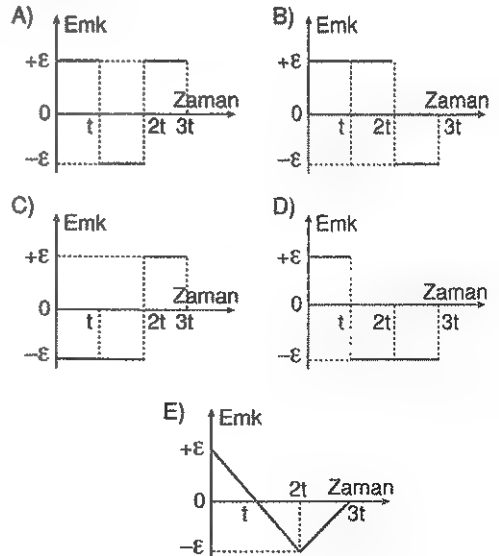 A) Emk B) Emk
+ε +ε
0 Zaman 0 Zaman
t 2t 3t t 2t 3t
−ε −ε
C) Emk D) Emk
+ε +ε
0 Zaman 0 Zaman
t 2t 3t t 2t 3t
−ε −ε
E) Emk
+ε
2t Zaman
0
t 3t
−ε